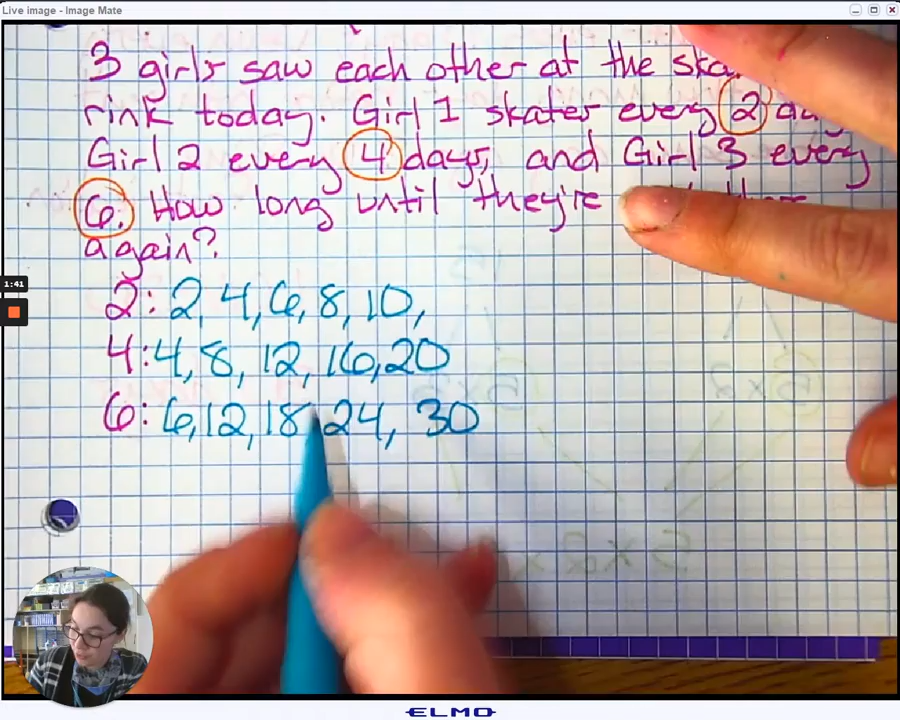 Live image - Image Mate
3 girls saw each other at the
rink today. Girl 1 skates every 2
Girl 2 every 4 days, and Girl 3 every
6. How long until they're
again?
1:41
2: 2, 4, 6, 8, 10,
4: 4, 8, 12, 16, 20
6: 6, 12, 18, 24, 30
ELMO